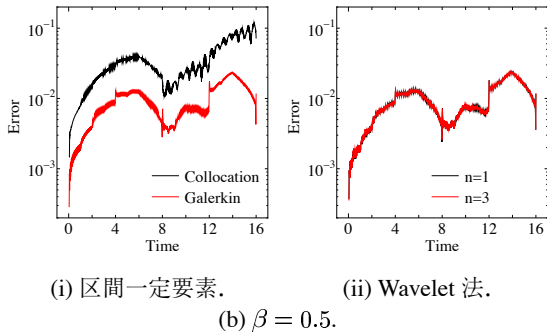 Error
10⁻¹
10⁻²
10⁻³
Collocation
Galerkin
0 4 8 12 16
Time
(i) 区間一定要素.
Error
10⁻¹
10⁻²
10⁻³
n=1
n=3
0 4 8 12 16
Time
(ii) Wavelet 法.
(b) β = 0.5.